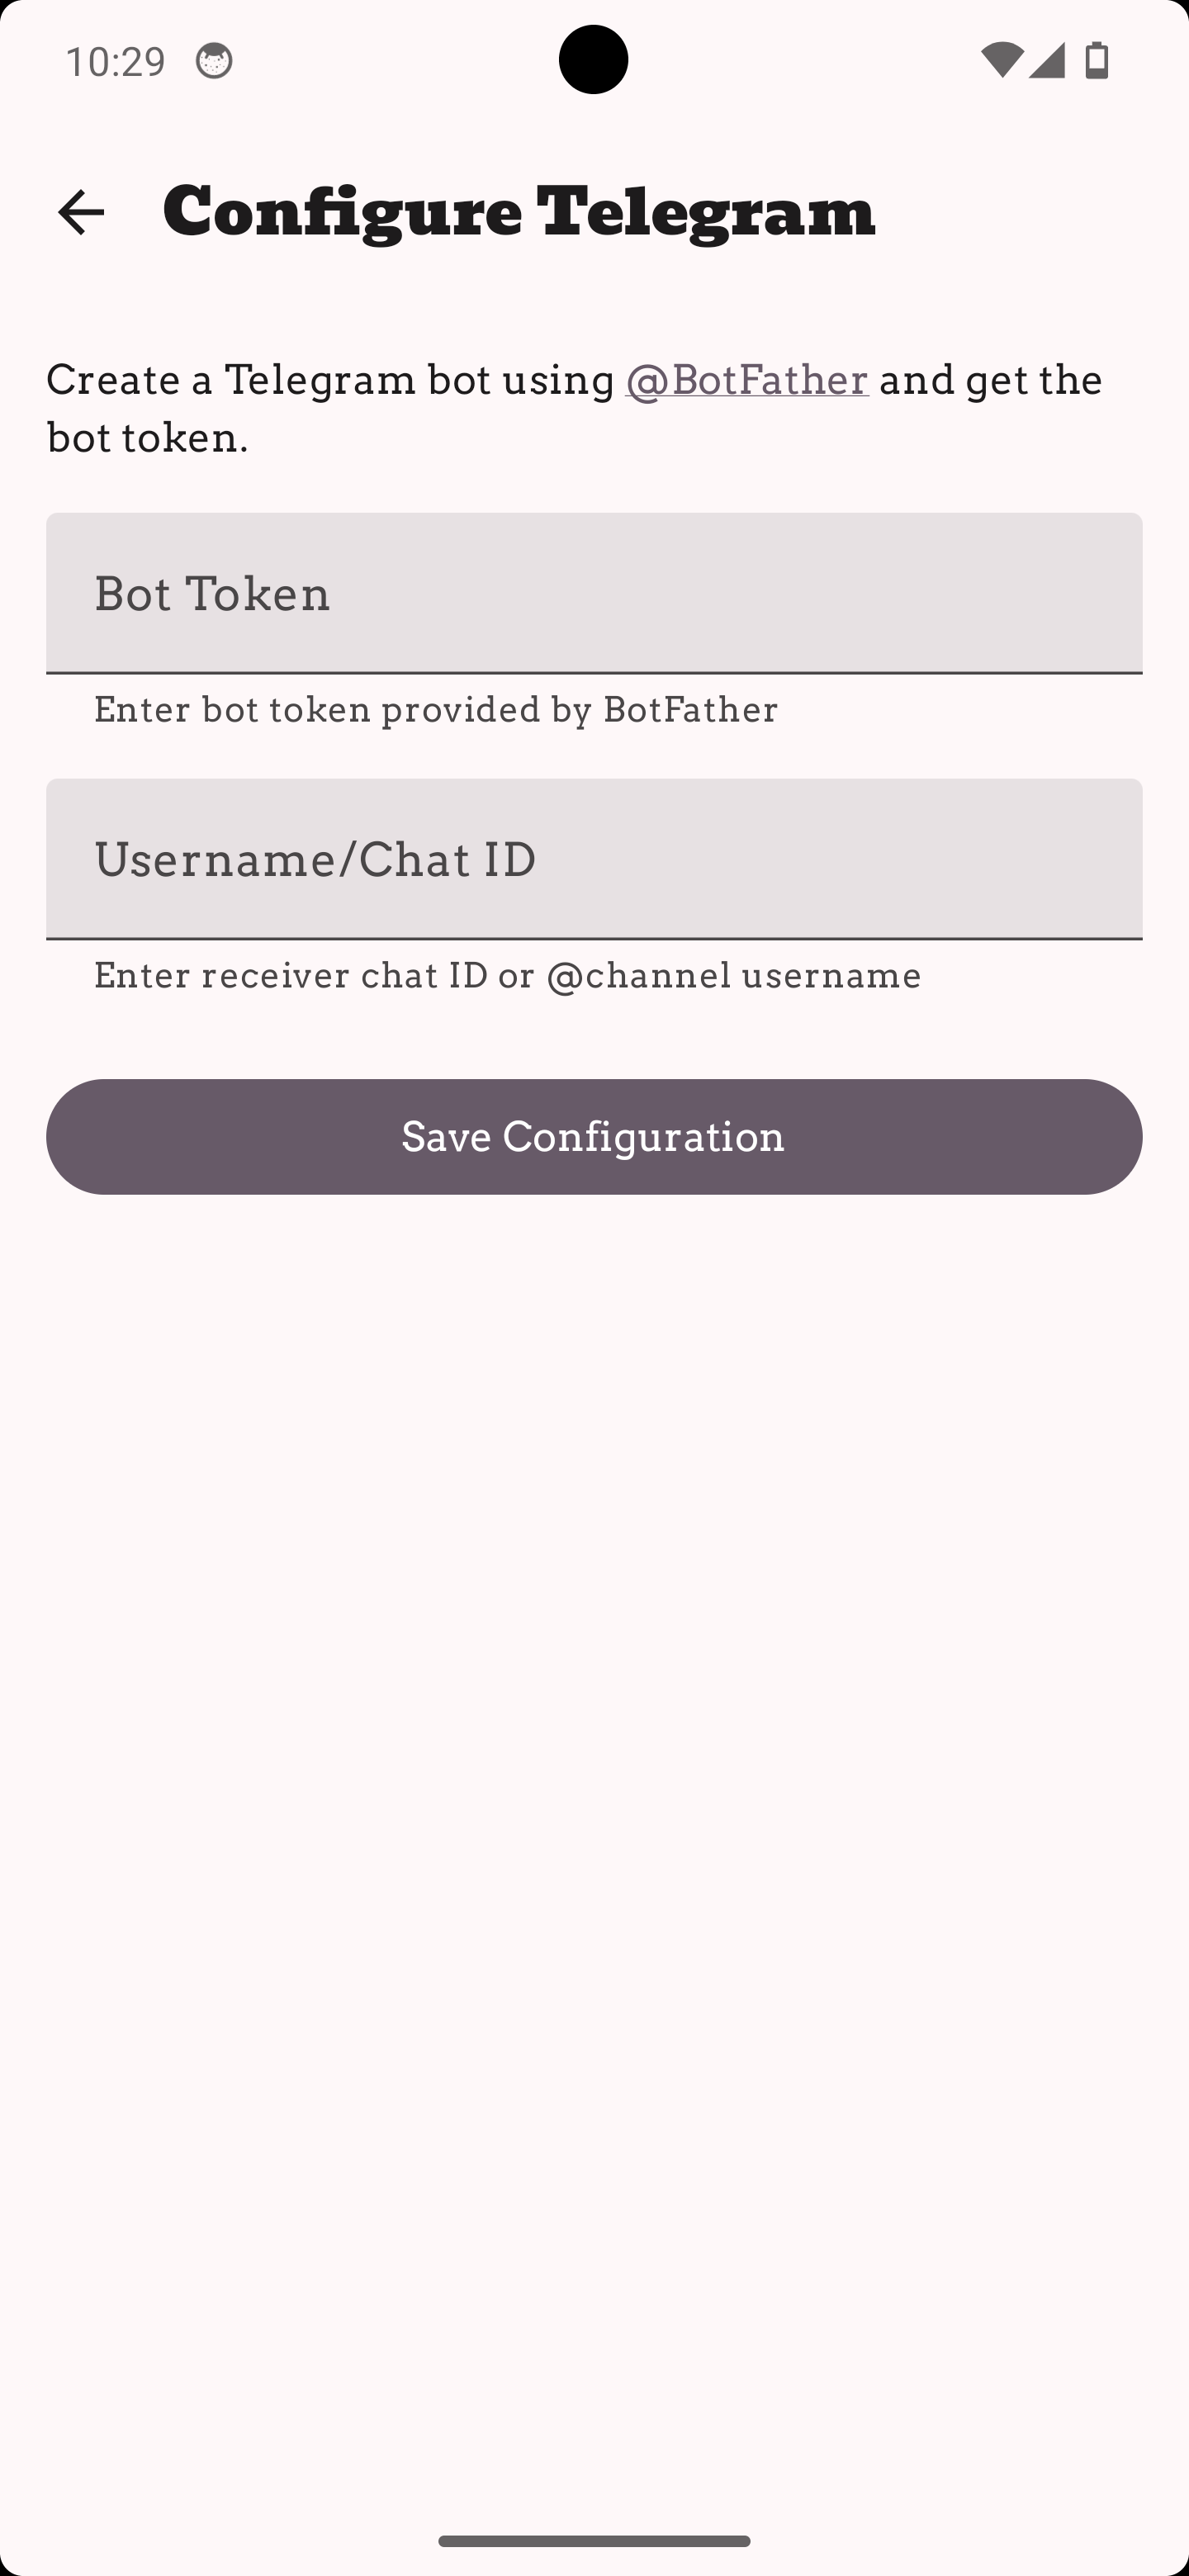 10:29
Configure Telegram
Create a Telegram bot using @BotFather and get the
bot token.
Bot Token
Enter bot token provided by BotFather
Username/Chat ID
Enter receiver chat ID or @channel username
Save Configuration